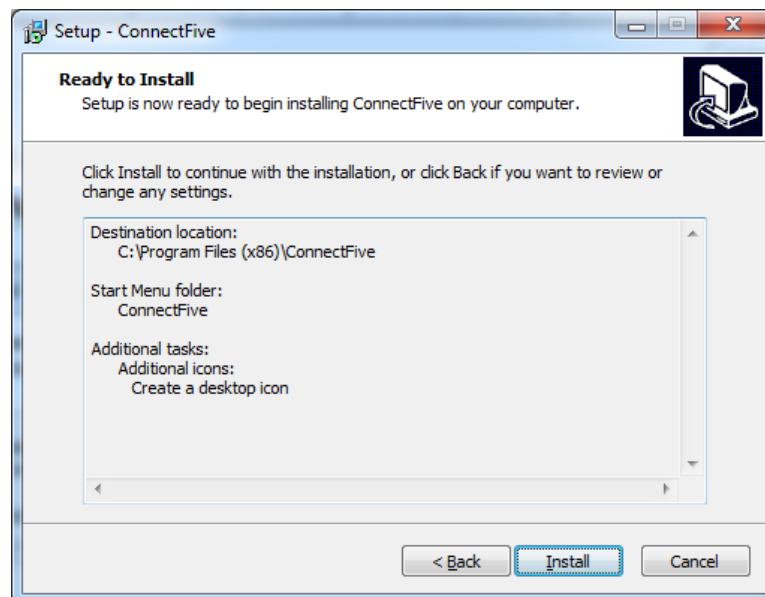 Setup - ConnectFive
Ready to Install
Setup is now ready to begin installing ConnectFive on your computer.
Click Install to continue with the installation, or click Back if you want to review or
change any settings.
Destination location:
C:\Program Files (x86)\ConnectFive
Start Menu folder:
ConnectFive
Additional tasks:
Additional icons:
Create a desktop icon
< Back
Install
Cancel